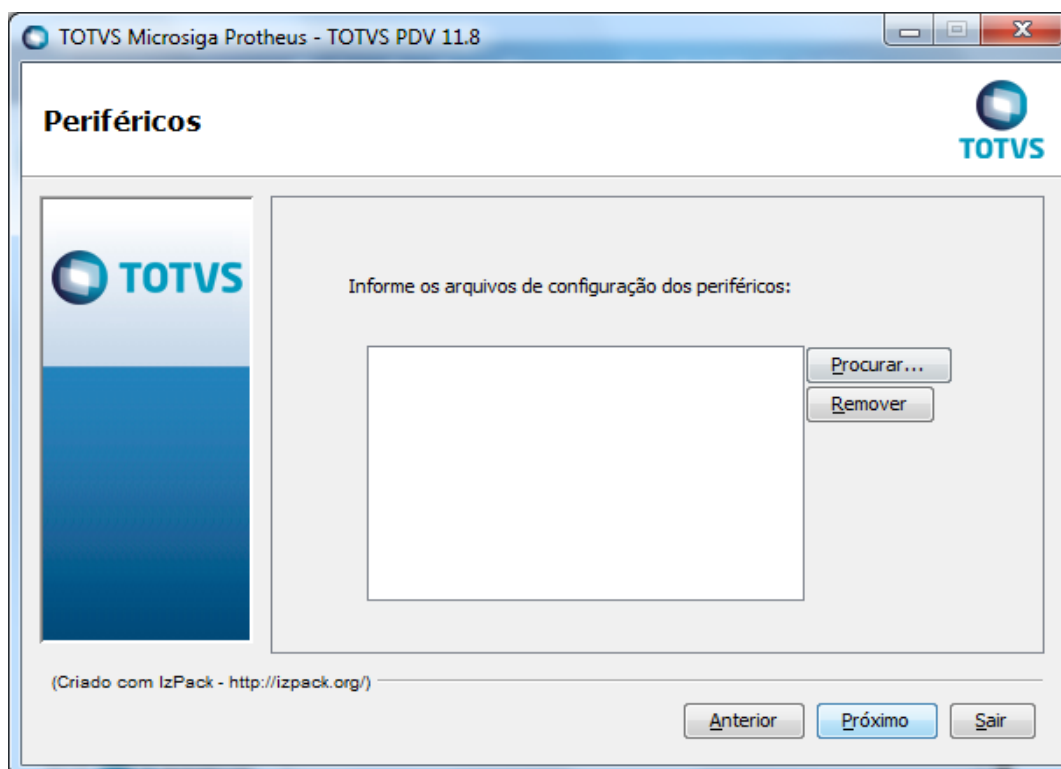 TOTVS Microsiga Protheus - TOTVS PDV 11.8
Periféricos
TOTVS
TOTVS
Informe os arquivos de configuração dos periféricos:
Procurar...
Remover
(Criado com IzPack - http://izpack.org/)
Anterior
Próximo
Sair